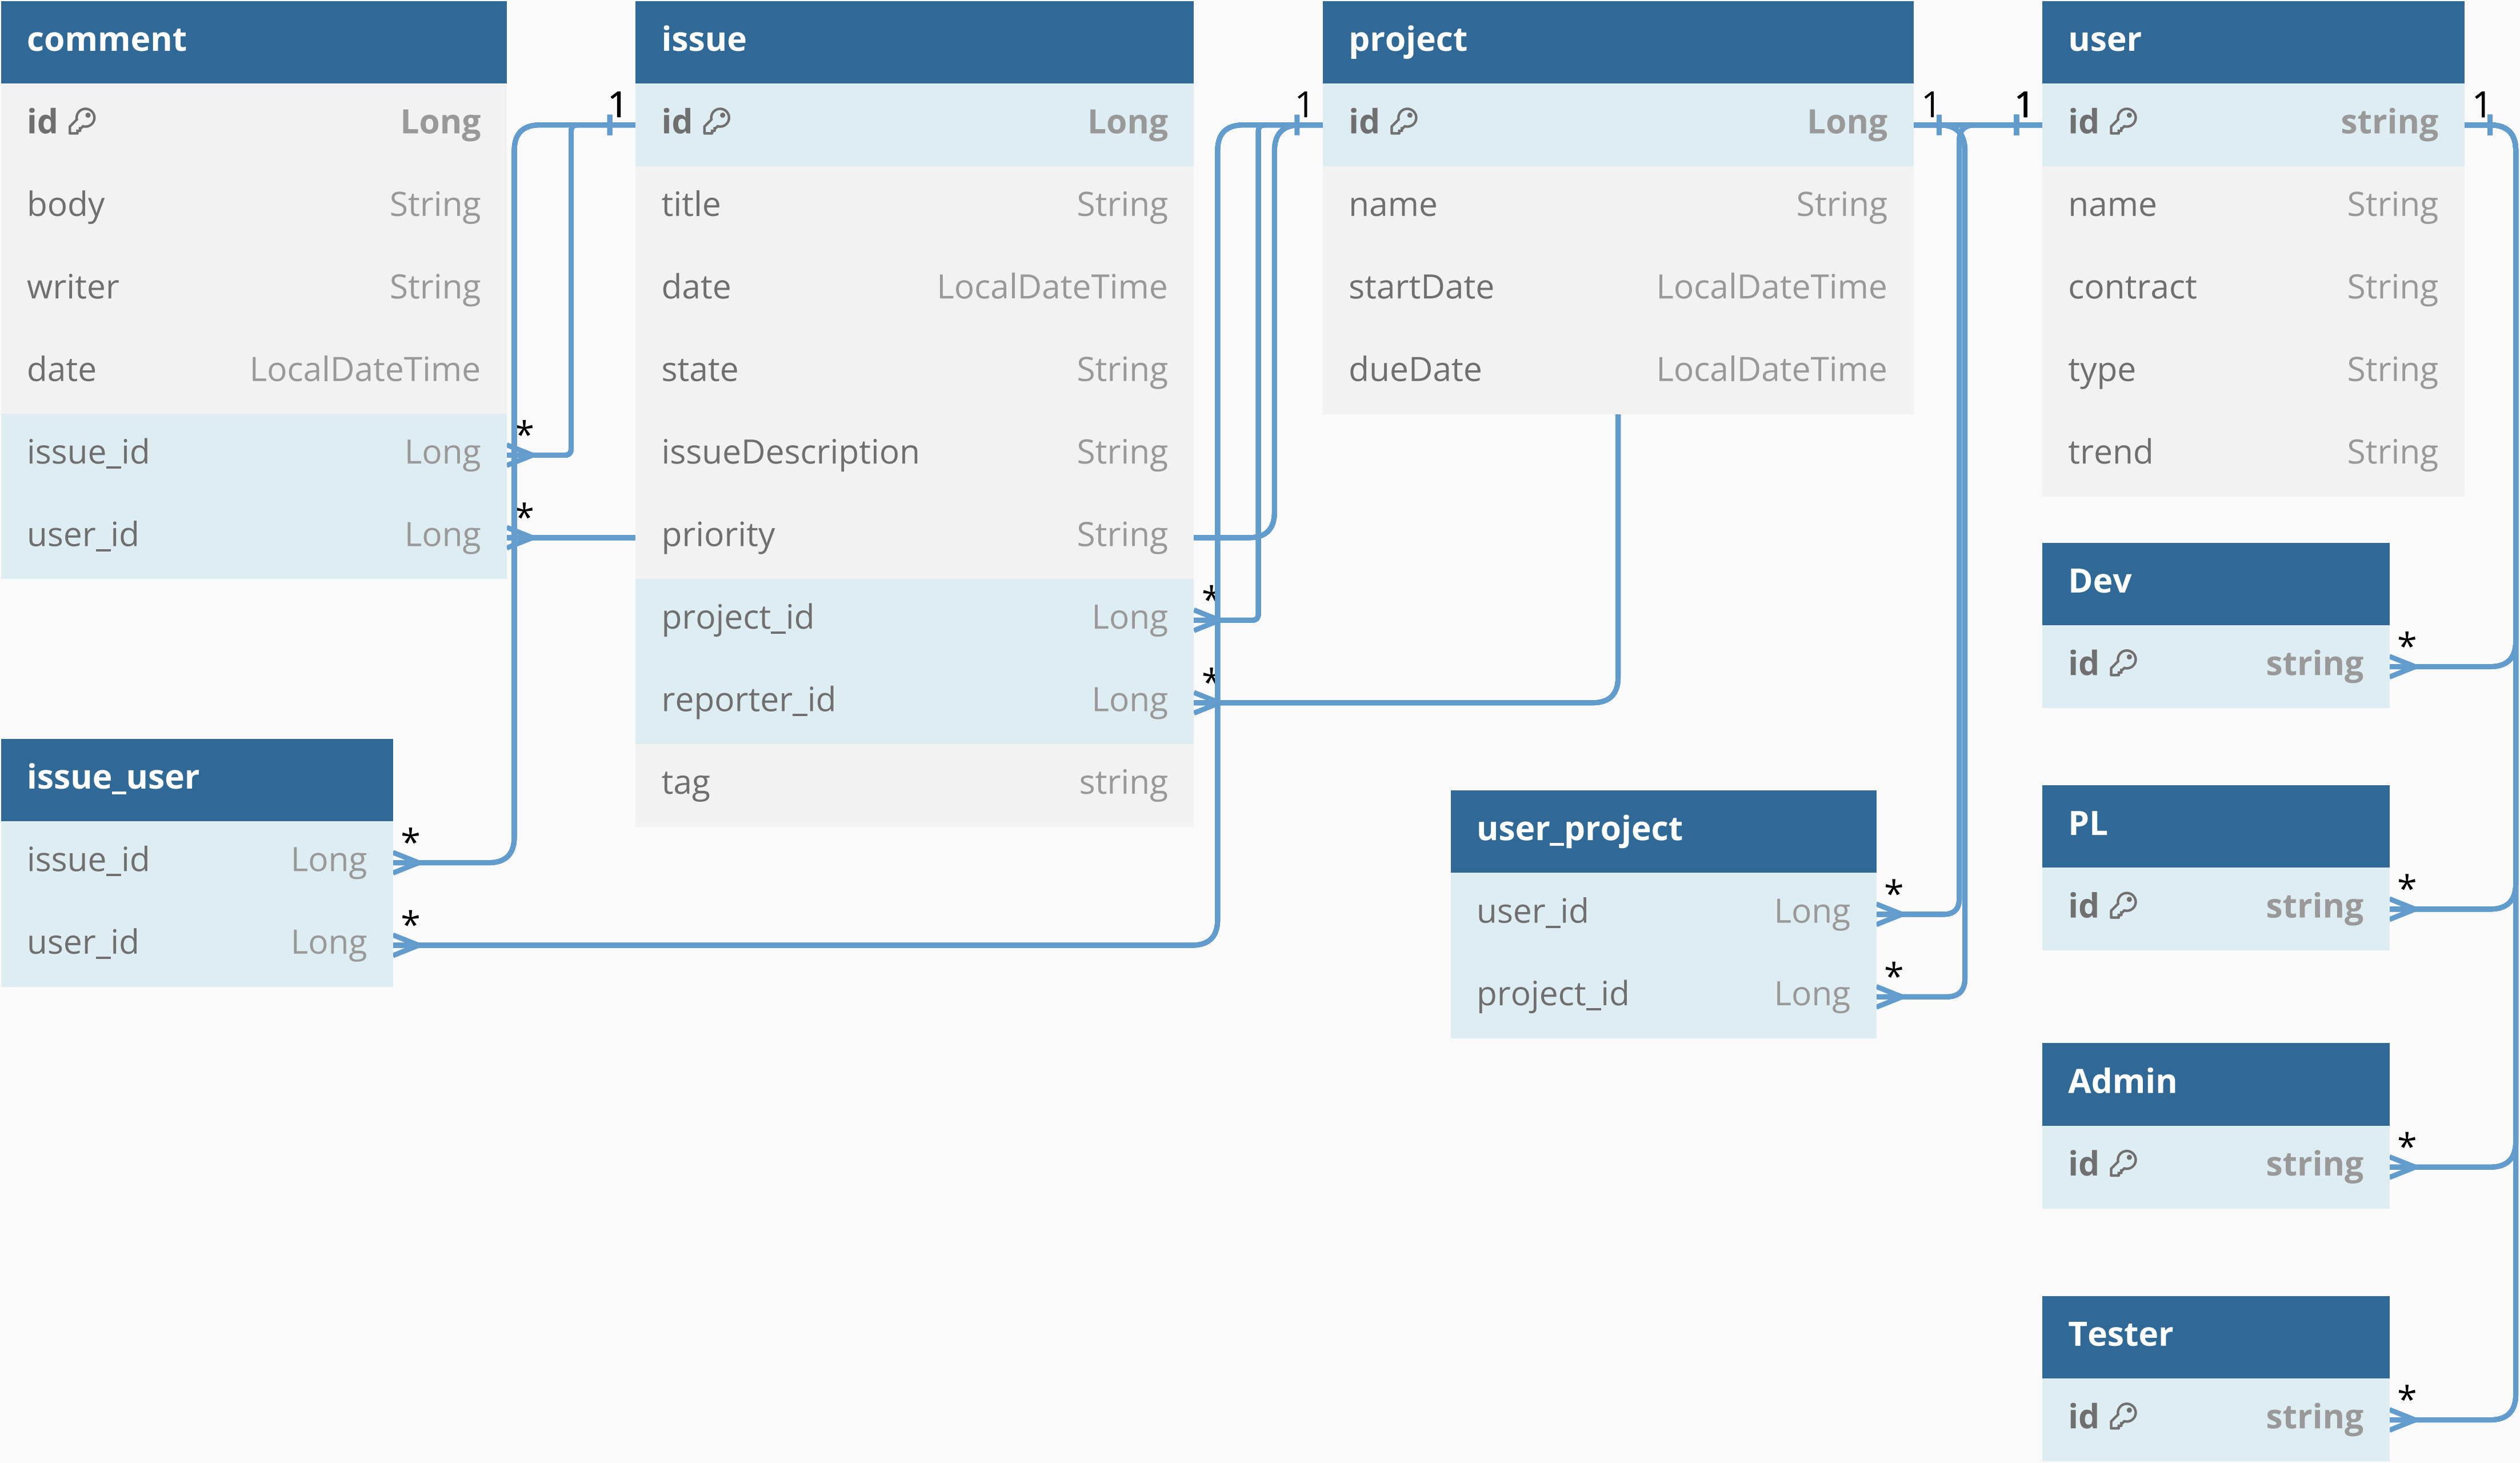 comment
id Long
body String
writer String
date LocalDateTime
issue_id Long
user_id Long
issue
id Long
title String
date LocalDateTime
state String
issueDescription String
priority String
project_id Long
reporter_id Long
tag string
project
id Long
name String
startDate LocalDateTime
dueDate LocalDateTime
user
id string
name String
contract String
type String
trend String
issue_user
issue_id Long
user_id Long
user_project
user_id Long
project_id Long
Dev
id string
PL
id string
Admin
id string
Tester
id string
1
1
1
1
1
*
*
*
*
*
*
*
*
*
*
*
*